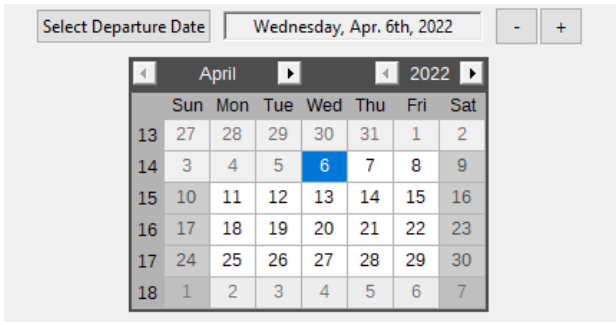 Select Departure Date Wednesday, Apr. 6th, 2022 - +
April 2022
Sun Mon Tue Wed Thu Fri Sat
13 27 28 29 30 31 1 2
14 3 4 5 6 7 8 9
15 10 11 12 13 14 15 16
16 17 18 19 20 21 22 23
17 24 25 26 27 28 29 30
18 1 2 3 4 5 6 7